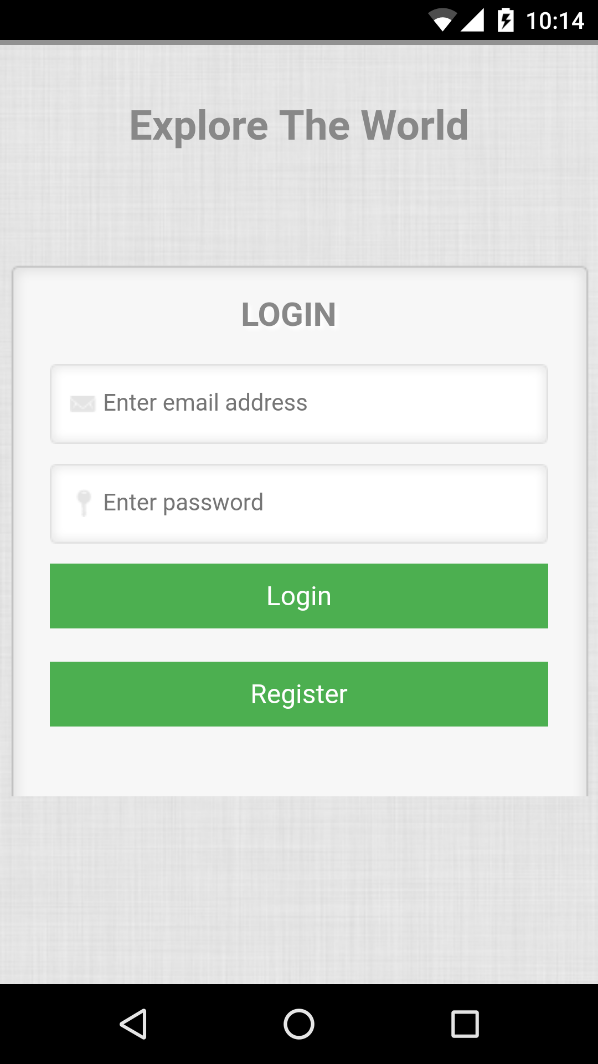 10:14
Explore The World
LOGIN
Enter email address
Enter password
Login
Register